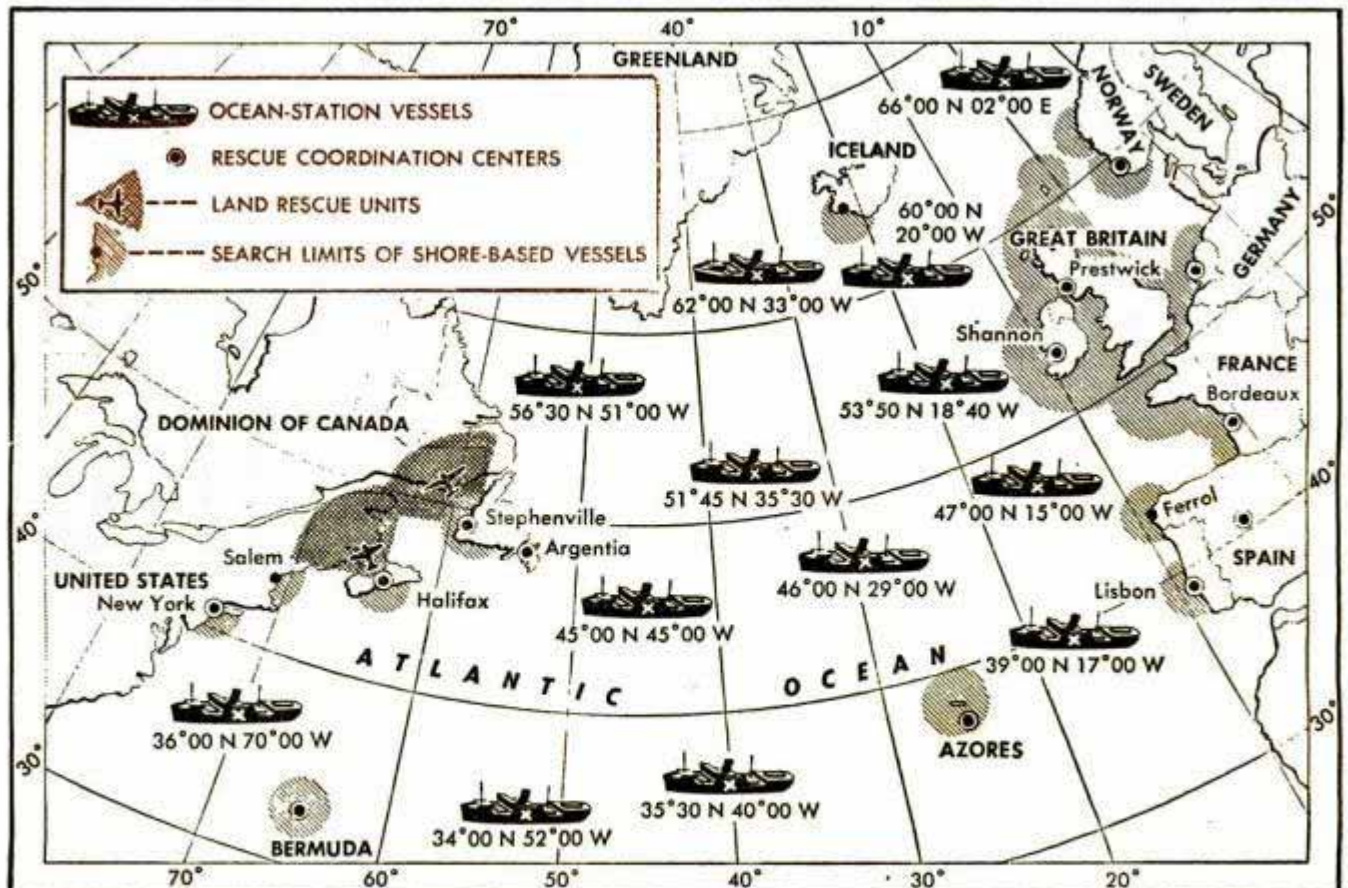 70°
40°
10°
GREENLAND
OCEAN-STATION VESSELS
RESCUE COORDINATION CENTERS
LAND RESCUE UNITS
SEARCH LIMITS OF SHORE-BASED VESSELS
66°00 N 02°00 E
NORWAY
SWEDEN
ICELAND
60°00 N
20°00 W
GREAT BRITAIN
Prestwick
GERMANY
50°
50°
62°00 N 33°00 W
Shannon
FRANCE
Bordeaux
56°30 N 51°00 W
53°50 N 18°40 W
DOMINION OF CANADA
51°45 N 35°30 W
47°00 N 15°00 W
40°
40°
Ferrol
Stephenville
Argentia
Salem
UNITED STATES
New York
Halifax
46°00 N 29°00 W
SPAIN
Lisbon
45°00 N 45°00 W
39°00 N 17°00 W
ATLANTIC OCEAN
36°00 N 70°00 W
AZORES
30°
30°
35°30 N 40°00 W
34°00 N 52°00 W
BERMUDA
70°
60°
50°
40°
30°
20°